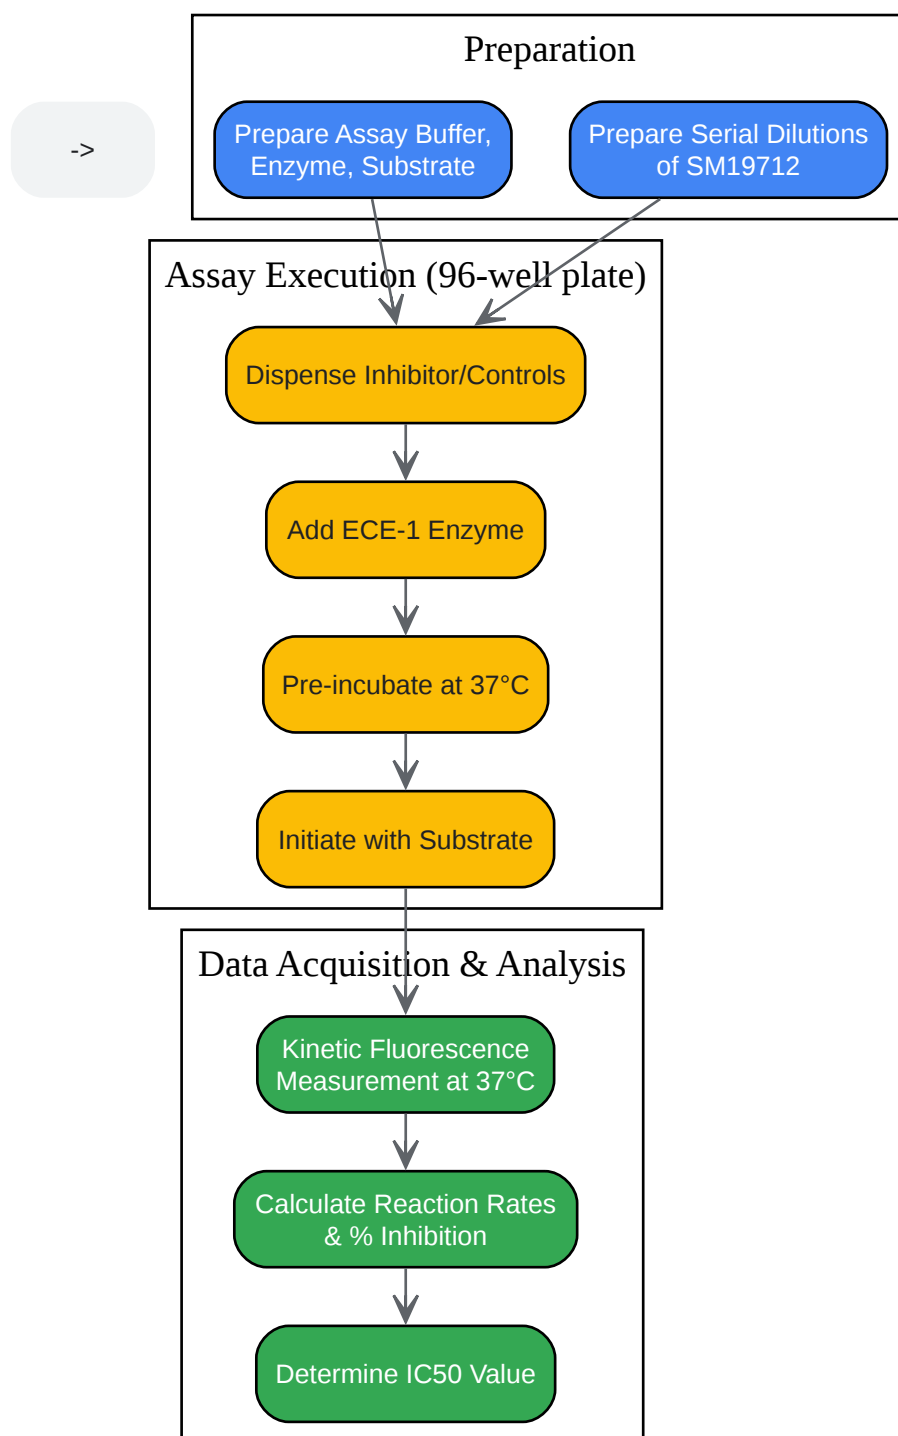 Preparation
->
Prepare Assay Buffer,
Enzyme, Substrate
Prepare Serial Dilutions
of SM19712
Assay Execution (96-well plate)
Dispense Inhibitor/Controls
Add ECE-1 Enzyme
Pre-incubate at 37°C
Initiate with Substrate
Data Acquisition & Analysis
Kinetic Fluorescence
Measurement at 37°C
Calculate Reaction Rates
& % Inhibition
Determine IC50 Value